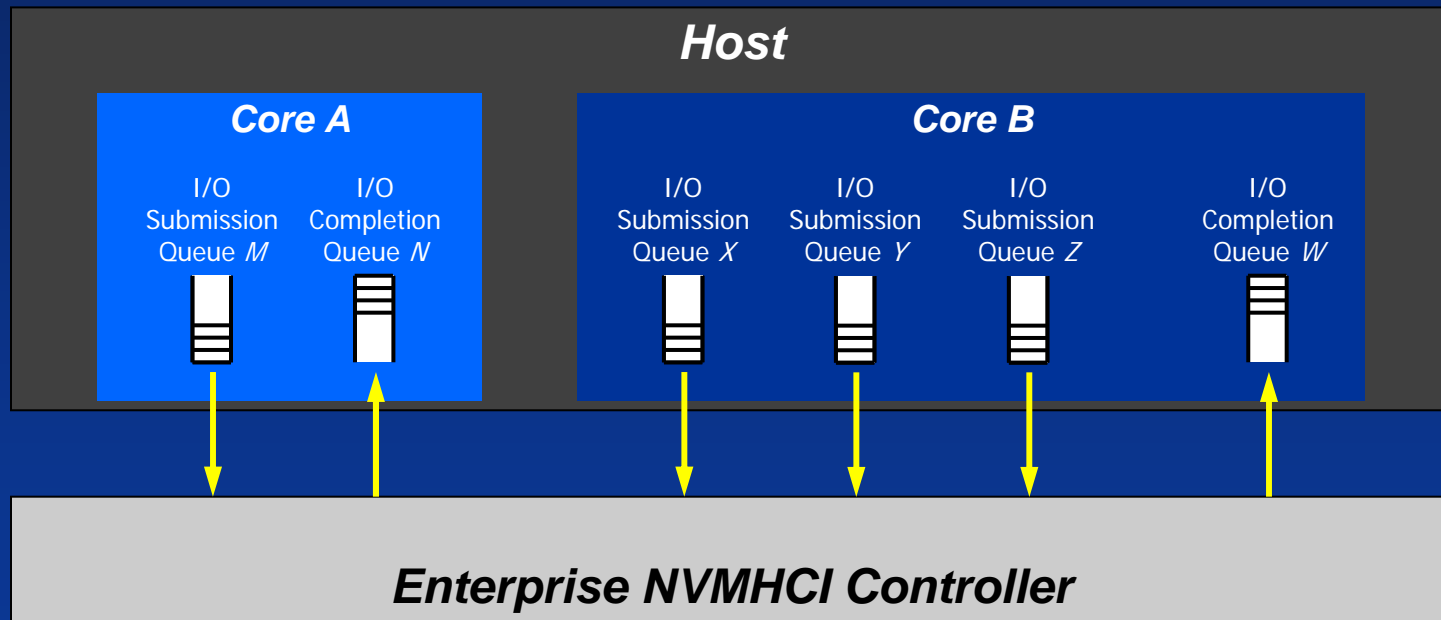 Host
Core A
I/O
Submission
Queue M
I/O
Completion
Queue N
Core B
I/O
Submission
Queue X
I/O
Submission
Queue Y
I/O
Submission
Queue Z
I/O
Completion
Queue W
Enterprise NVMHCI Controller